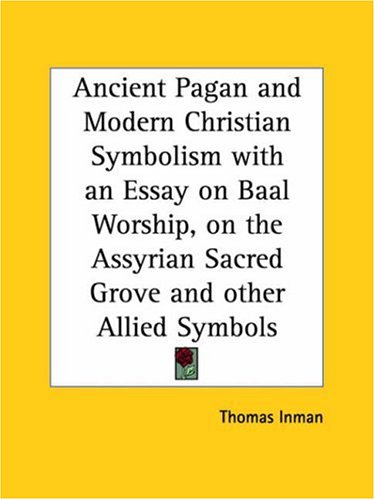 Ancient Pagan and
Modern Christian
Symbolism with
an Essay on Baal
Worship, on the
Assyrian Sacred
Grove and other
Allied Symbols
Thomas Inman